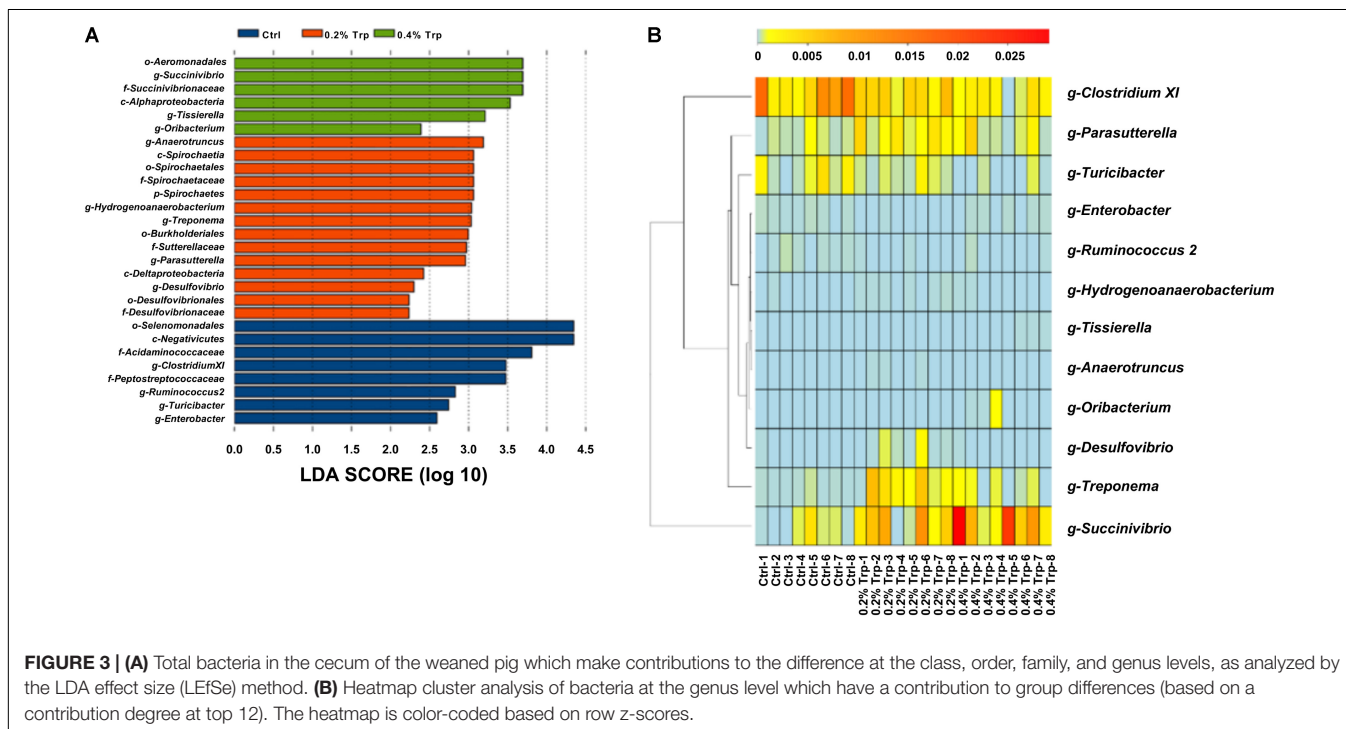 A
Ctrl 0.2% Trp 0.4% Trp
o-Aeromonadales
g-Succinivibrio
f-Succinivibrionaceae
c-Alphaproteobacteria
g-Tissierella
g-Oribacterium
g-Anaerotruncus
c-Spirochaetia
o-Spirochaetales
f-Spirochaetaceae
p-Spirochaetes
g-Hydrogenoanaerobacterium
g-Treponema
o-Burkholderiales
f-Sutterellaceae
g-Parasutterella
c-Deltaproteobacteria
g-Desulfovibrio
o-Desulfovibrionales
f-Desulfovibrionaceae
o-Selenomonadales
c-Negativicutes
f-Acidaminococcaceae
g-ClostridiumXI
f-Peptostreptococcaceae
g-Ruminococcus2
g-Turicibacter
g-Enterobacter
0.0 0.5 1.0 1.5 2.0 2.5 3.0 3.5 4.0 4.5
LDA SCORE (log 10)
B
0 0.005 0.01 0.015 0.02 0.025
g-Clostridium XI
g-Parasutterella
g-Turicibacter
g-Enterobacter
g-Ruminococcus 2
g-Hydrogenoanaerobacterium
g-Tissierella
g-Anaerotruncus
g-Oribacterium
g-Desulfovibrio
g-Treponema
g-Succinivibrio
Ctrl-1
Ctrl-2
Ctrl-3
Ctrl-4
Ctrl-5
Ctrl-6
Ctrl-7
Ctrl-8
0.2% Trp-1
0.2% Trp-2
0.2% Trp-3
0.2% Trp-4
0.2% Trp-5
0.2% Trp-6
0.2% Trp-7
0.2% Trp-8
0.4% Trp-1
0.4% Trp-2
0.4% Trp-3
0.4% Trp-4
0.4% Trp-5
0.4% Trp-6
0.4% Trp-7
0.4% Trp-8
FIGURE 3 | (A) Total bacteria in the cecum of the weaned pig which make contributions to the difference at the class, order, family, and genus levels, as analyzed by
the LDA effect size (LEfSe) method. (B) Heatmap cluster analysis of bacteria at the genus level which have a contribution to group differences (based on a
contribution degree at top 12). The heatmap is color-coded based on row z-scores.